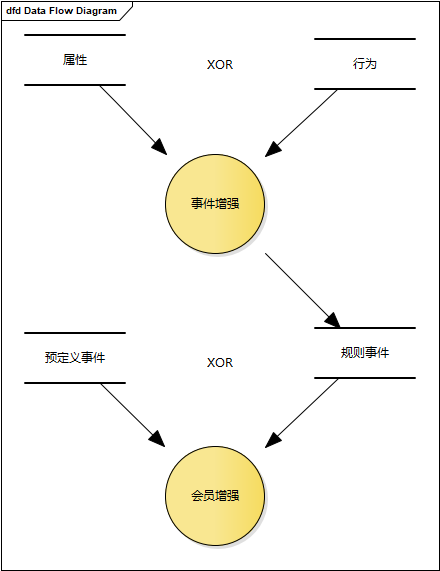 dfd Data Flow Diagram
属性
XOR
行为
事件增强
预定义事件
XOR
规则事件
会员增强